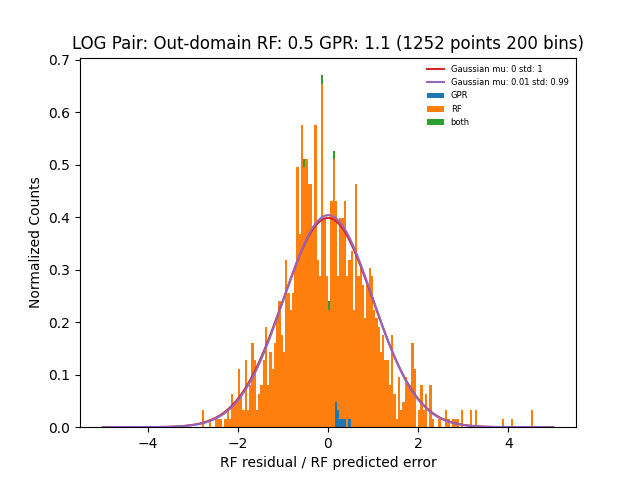 LOG Pair: Out-domain RF: 0.5 GPR: 1.1 (1252 points 200 bins)
Gaussian mu: 0 std: 1
Gaussian mu: 0.01 std: 0.99
GPR
RF
both
Normalized Counts
0.7
0.6
0.5
0.4
0.3
0.2
0.1
0.0
−4
−2
0
2
4
RF residual / RF predicted error